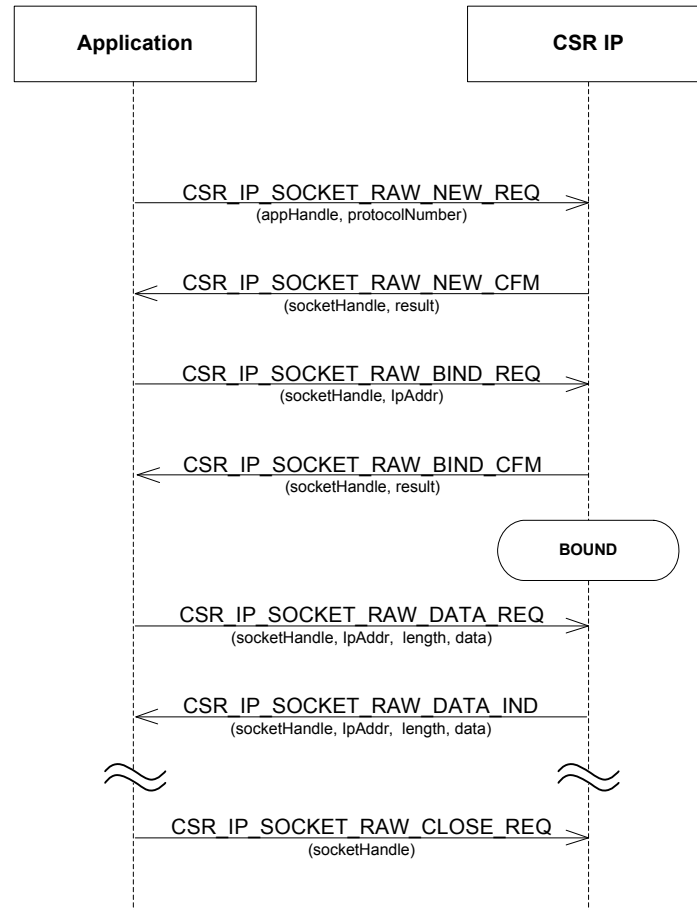 Application
CSR IP
CSR_IP_SOCKET_RAW_NEW_REQ
(appHandle, protocolNumber)
CSR_IP_SOCKET_RAW_NEW_CFM
(socketHandle, result)
CSR_IP_SOCKET_RAW_BIND_REQ
(socketHandle, IpAddr)
CSR_IP_SOCKET_RAW_BIND_CFM
(socketHandle, result)
BOUND
CSR_IP_SOCKET_RAW_DATA_REQ
(socketHandle, IpAddr, length, data)
CSR_IP_SOCKET_RAW_DATA_IND
(socketHandle, IpAddr, length, data)
CSR_IP_SOCKET_RAW_CLOSE_REQ
(socketHandle)